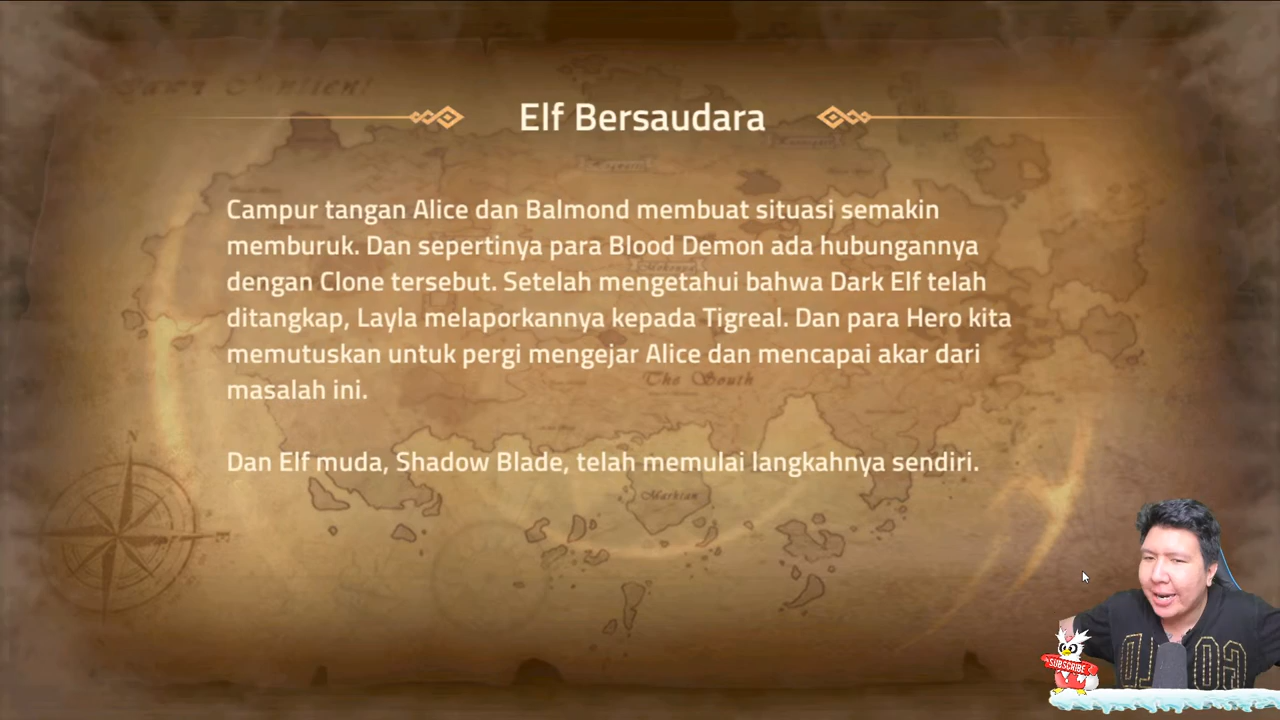 Elf Bersaudara
Campur tangan Alice dan Balmond membuat situasi semakin
memburuk. Dan sepertinya para Blood Demon ada hubungannya
dengan Clone tersebut. Setelah mengetahui bahwa Dark Elf telah
ditangkap, Layla melaporkannya kepada Tigreal. Dan para Hero kita
memutuskan untuk pergi mengejar Alice dan mencapai akar dari
The South
masalah ini.
Dan Elf muda, Shadow Blade, telah memulai langkahnya sendiri.
N
SUBSCRIBE